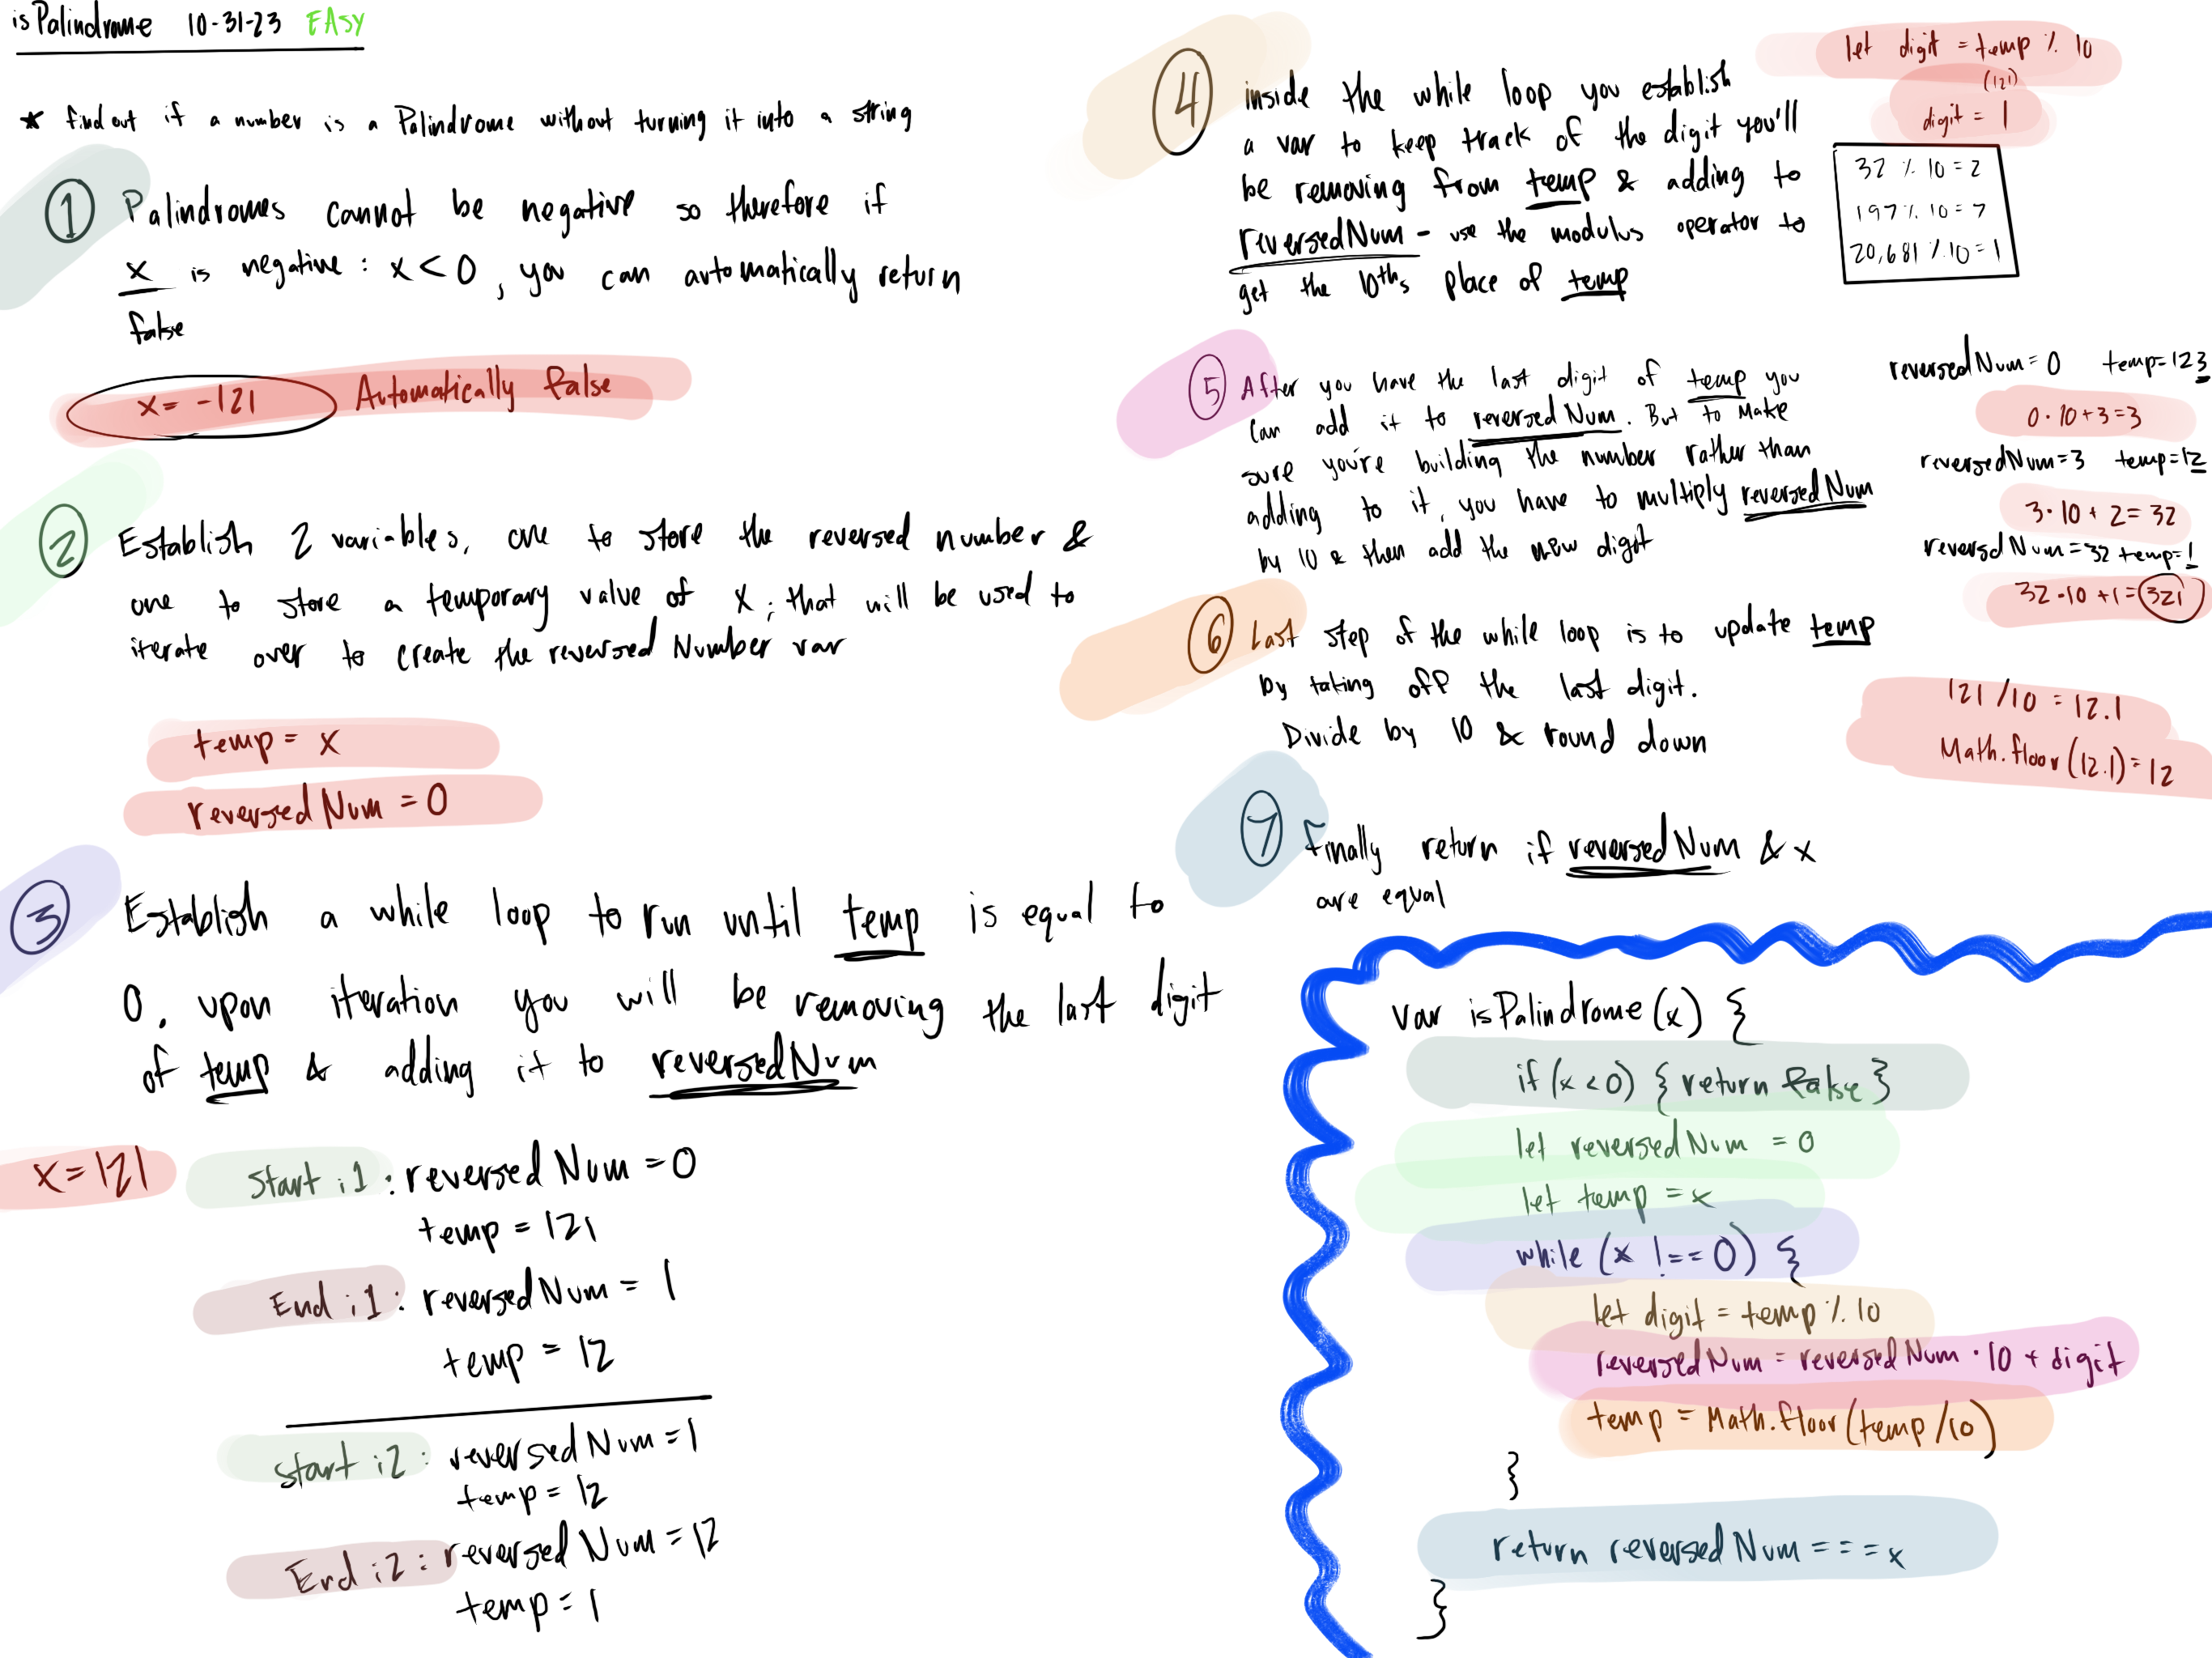 isPalindrome 10-31-23 EASY
* find out if a number is a Palindrome without turning it into a string
1 Palindromes cannot be negative so therefore if
x is negative: x < 0, you can automatically return
false
x = -121 Automatically false
2 Establish 2 variables, one to store the reversed number &
one to store a temporary value of x; that will be used to
iterate over to create the reversed Number var
temp = x
reversedNum = 0
3 Establish a while loop to run until temp is equal to
0. upon iteration you will be removing the last digit
of temp & adding it to reversedNum
x=121
Start i1: reversedNum = 0
temp = 121
End i1: reversedNum = 1
temp = 12
start i2: reversedNum = 1
temp = 12
End i2: reversedNum = 12
temp = 1
4 inside the while loop you establish
a var to keep track of the digit you'll
be removing from temp & adding to
reversedNum - use the modulus operator to
get the 10ths place of temp
let digit = temp % 10
(121)
digit = 1
32 % 10 = 2
197 % 10 = 7
20,681 % 10 = 1
5 After you have the last digit of temp you
can add it to reversed Num. But to make
sure you're building the number rather than
adding to it, you have to multiply reversedNum
by 10 & then add the new digit
reversedNum = 0 temp=123
0 · 10 + 3 = 3
reversedNum=3 temp=12
3 · 10 + 2 = 32
reversdNum=32 temp=1
32 · 10 + 1 = 321
6 Last step of the while loop is to update temp
by taking off the last digit.
Divide by 10 & round down
121 / 10 = 12.1
Math.floor(12.1) = 12
7 Finally return if reversedNum & x
are equal
var isPalindrome(x) {
if (x < 0) { return false }
let reversedNum = 0
let temp = x
while (x !== 0) {
let digit = temp % 10
reversedNum = reversedNum · 10 + digit
temp = Math.floor(temp/10)
}
return reversedNum === x
}